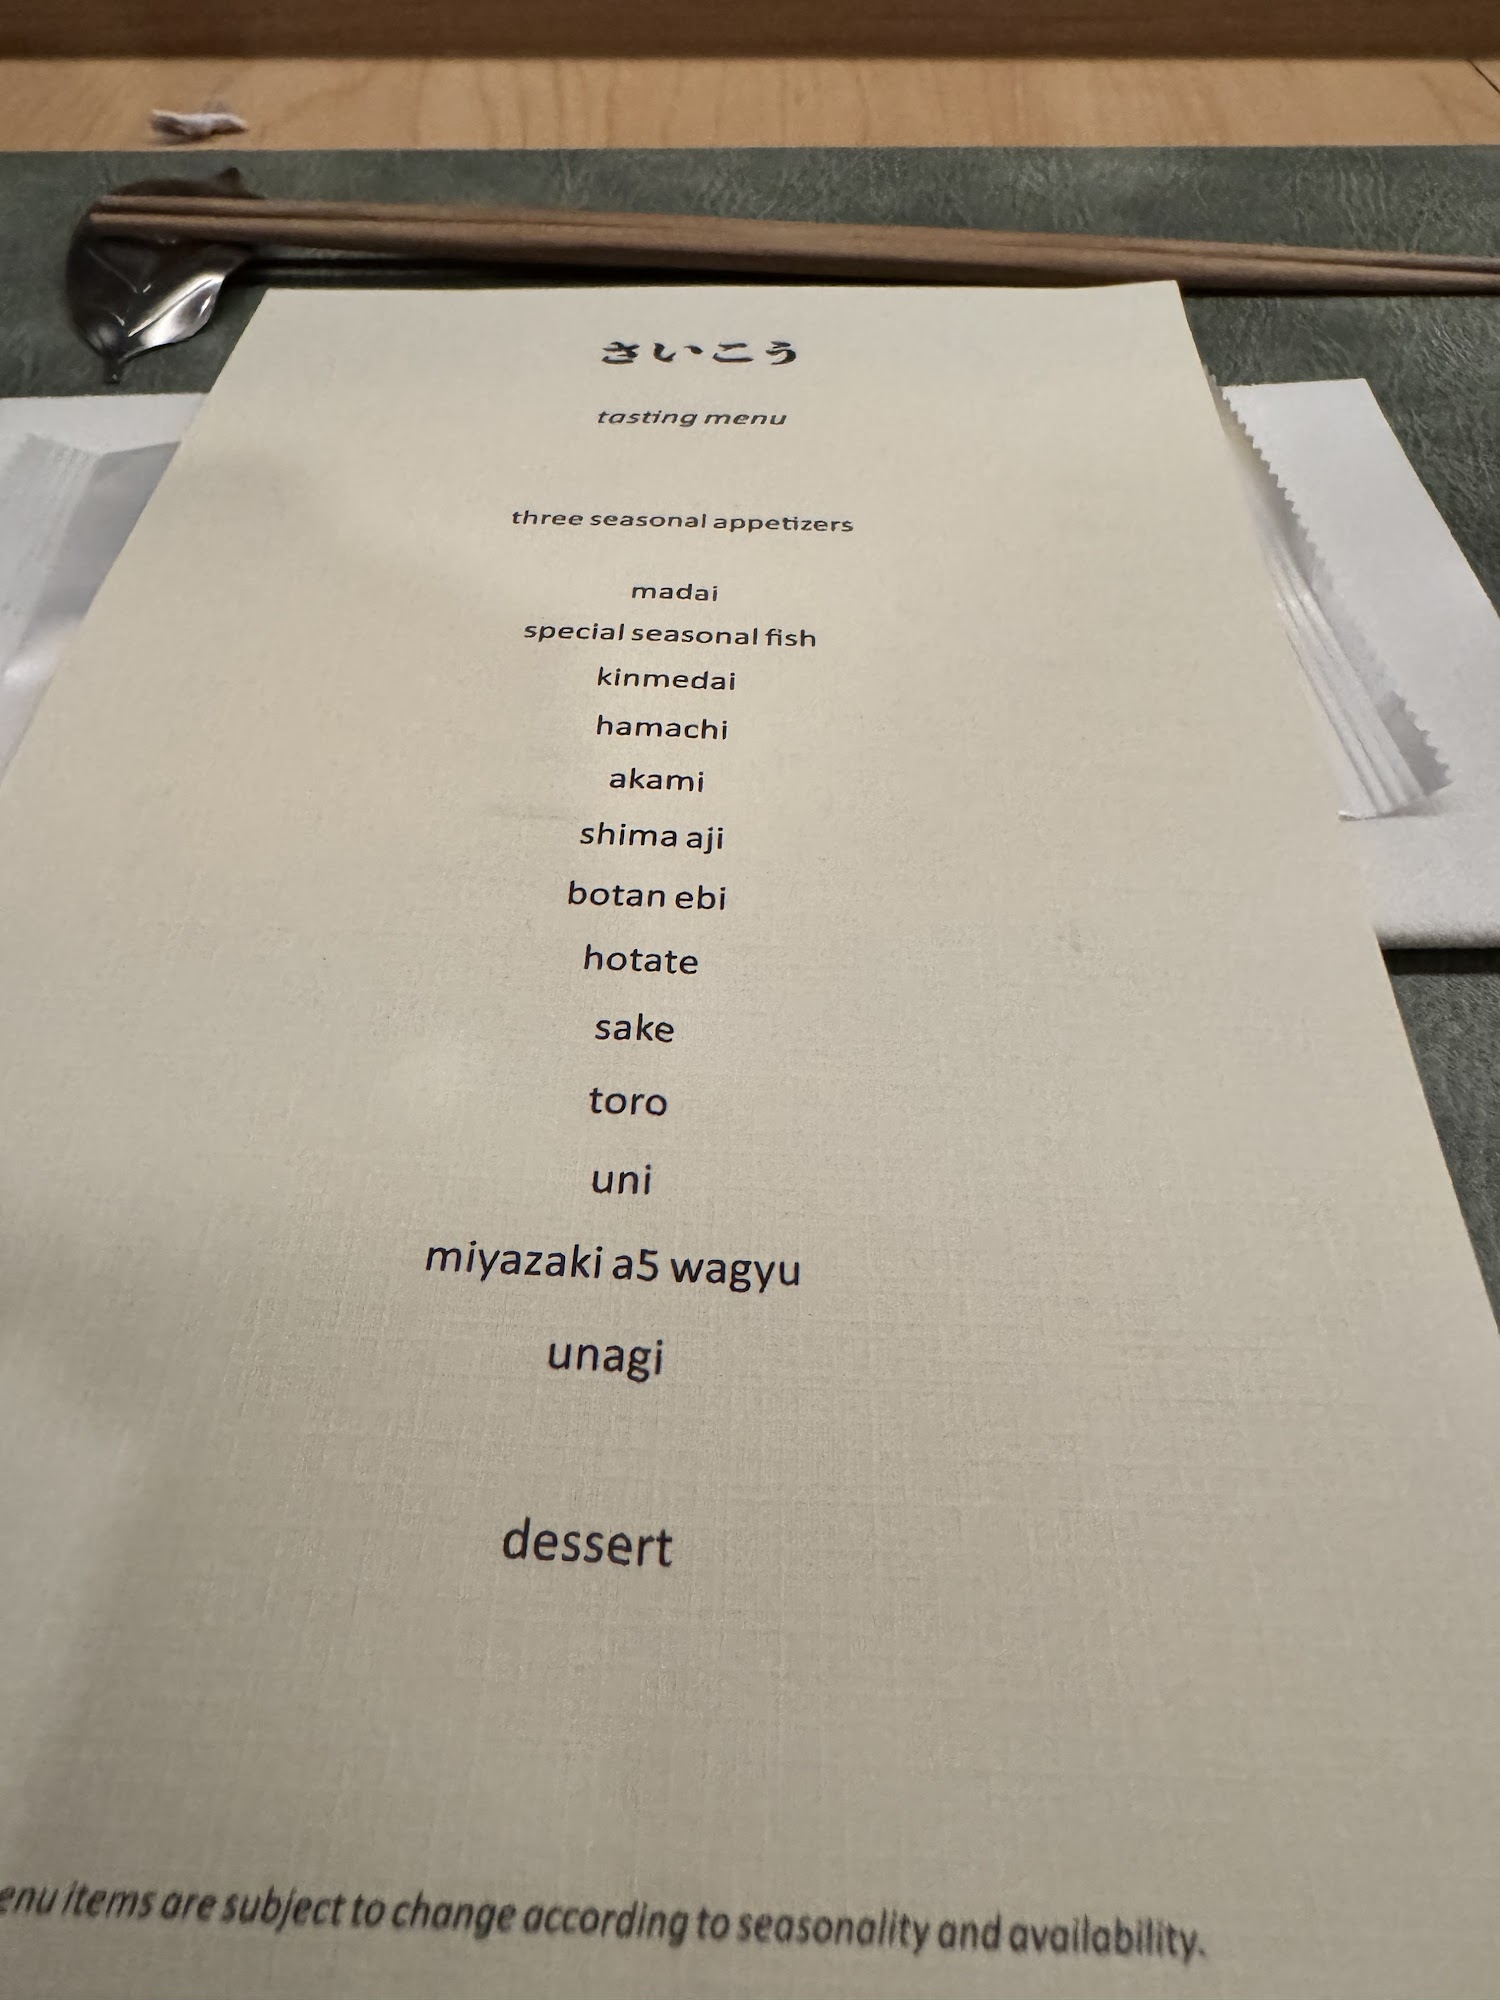 さいこう
tasting menu
three seasonal appetizers
madai
special seasonal fish
kinmedai
hamachi
akami
shima aji
botan ebi
hotate
sake
toro
uni
miyazaki a5 wagyu
unagi
dessert
enu items are subject to change according to seasonality and availability.